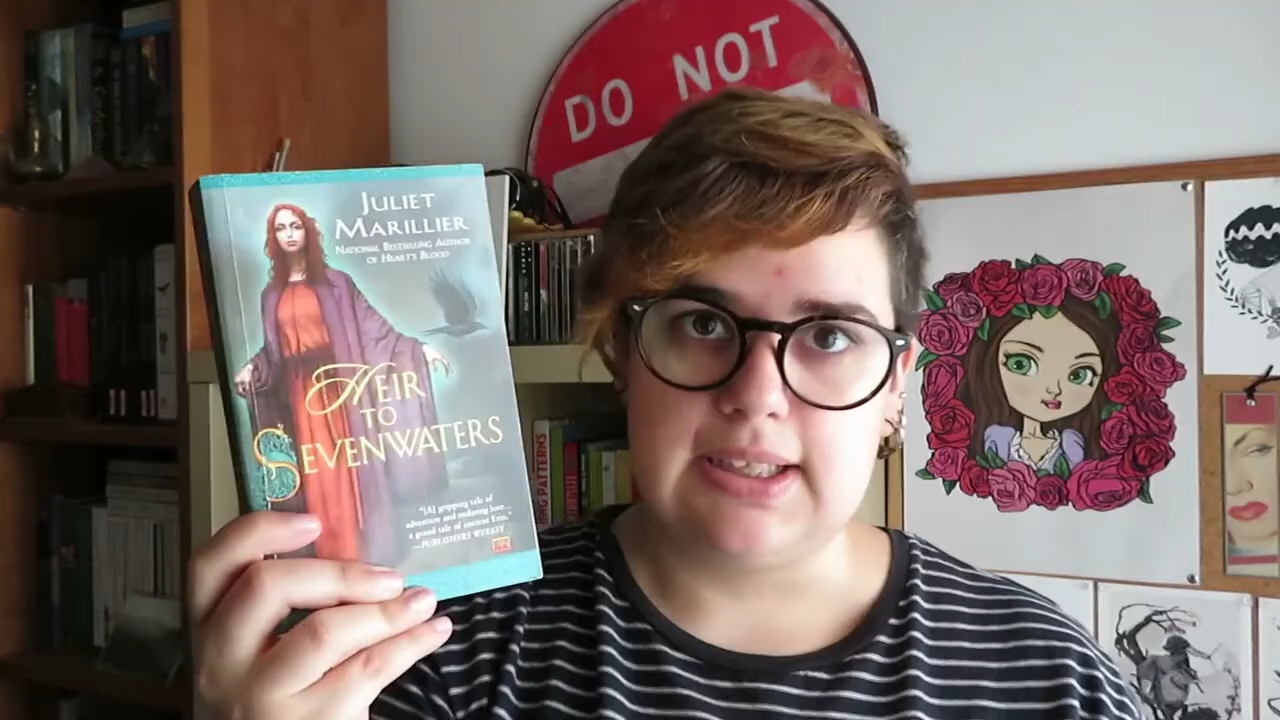 DO NOT
JULIET
MARILLIER
NATIONAL BESTSELLING AUTHOR
OF HEART'S BLOOD
HEIR
TO
SEVENWATERS
"[A] gripping tale of
adventure and enduring love...
a grand tale of ancient Erin."
—PUBLISHERS WEEKLY
PATTERNS